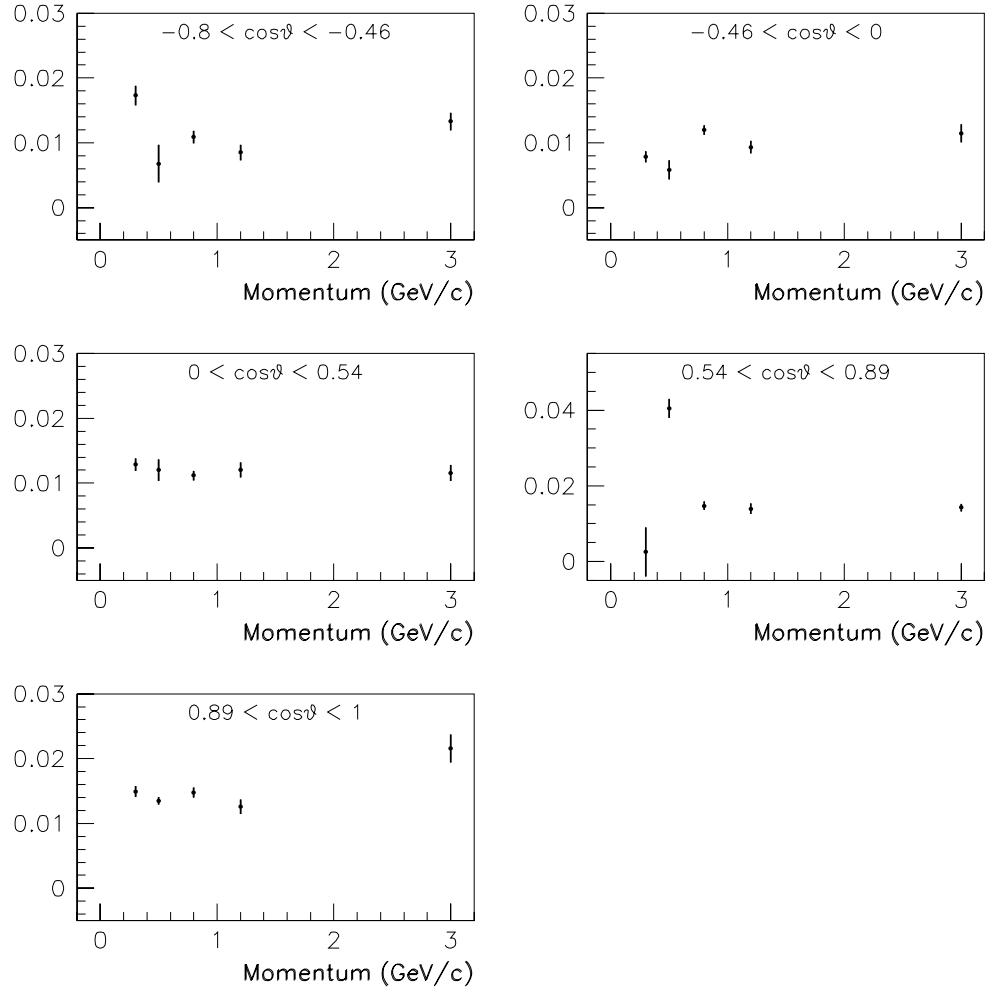 −0.8 < cosϑ < −0.46
0.03
0.02
0.01
0
0 1 2 3
Momentum (GeV/c)
−0.46 < cosϑ < 0
0.03
0.02
0.01
0
0 1 2 3
Momentum (GeV/c)
0 < cosϑ < 0.54
0.03
0.02
0.01
0
0 1 2 3
Momentum (GeV/c)
0.54 < cosϑ < 0.89
0.04
0.02
0
0 1 2 3
Momentum (GeV/c)
0.89 < cosϑ < 1
0.03
0.02
0.01
0
0 1 2 3
Momentum (GeV/c)